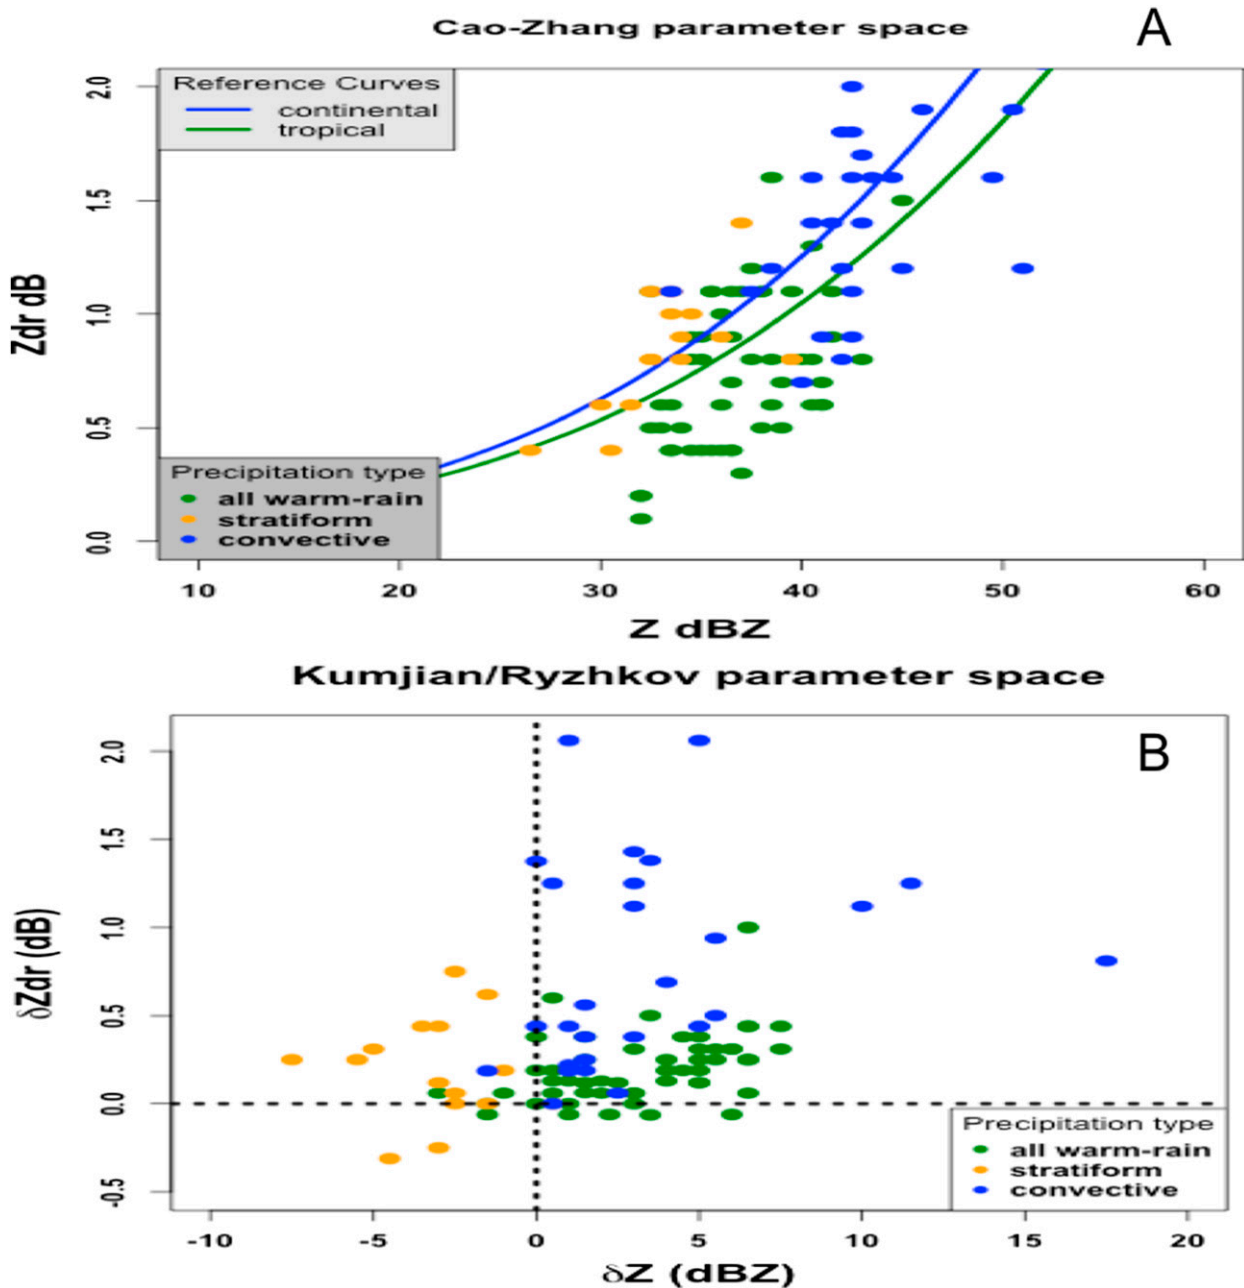 Cao-Zhang parameter space
A
Reference Curves
continental
tropical
Zdr dB
2.0
1.5
1.0
0.5
0.0
Precipitation type
all warm-rain
stratiform
convective
10 20 30 40 50 60
Z dBZ
Kumjian/Ryzhkov parameter space
B
δZdr (dB)
2.0
1.5
1.0
0.5
0.0
-0.5
Precipitation type
all warm-rain
stratiform
convective
-10 -5 0 5 10 15 20
δZ (dBZ)